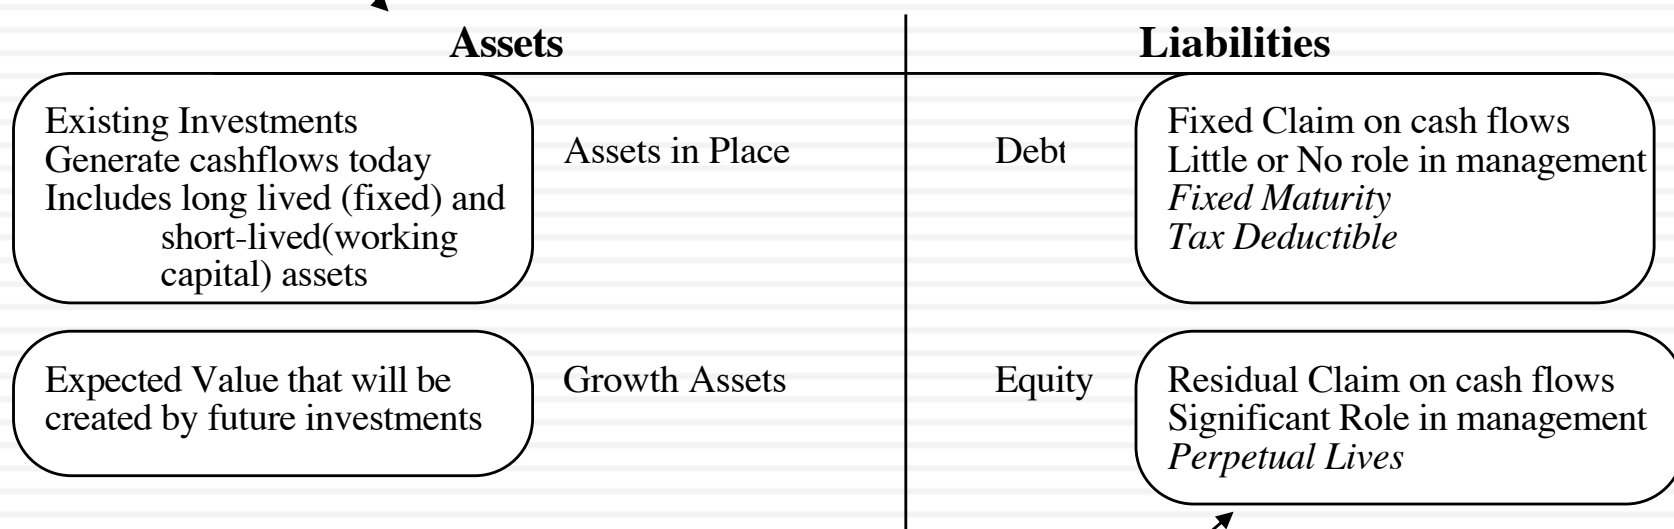 Assets
Liabilities
Existing Investments
Generate cashflows today
Includes long lived (fixed) and
short-lived(working
capital) assets
Assets in Place
Debt
Fixed Claim on cash flows
Little or No role in management
Fixed Maturity
Tax Deductible
Expected Value that will be
created by future investments
Growth Assets
Equity
Residual Claim on cash flows
Significant Role in management
Perpetual Lives